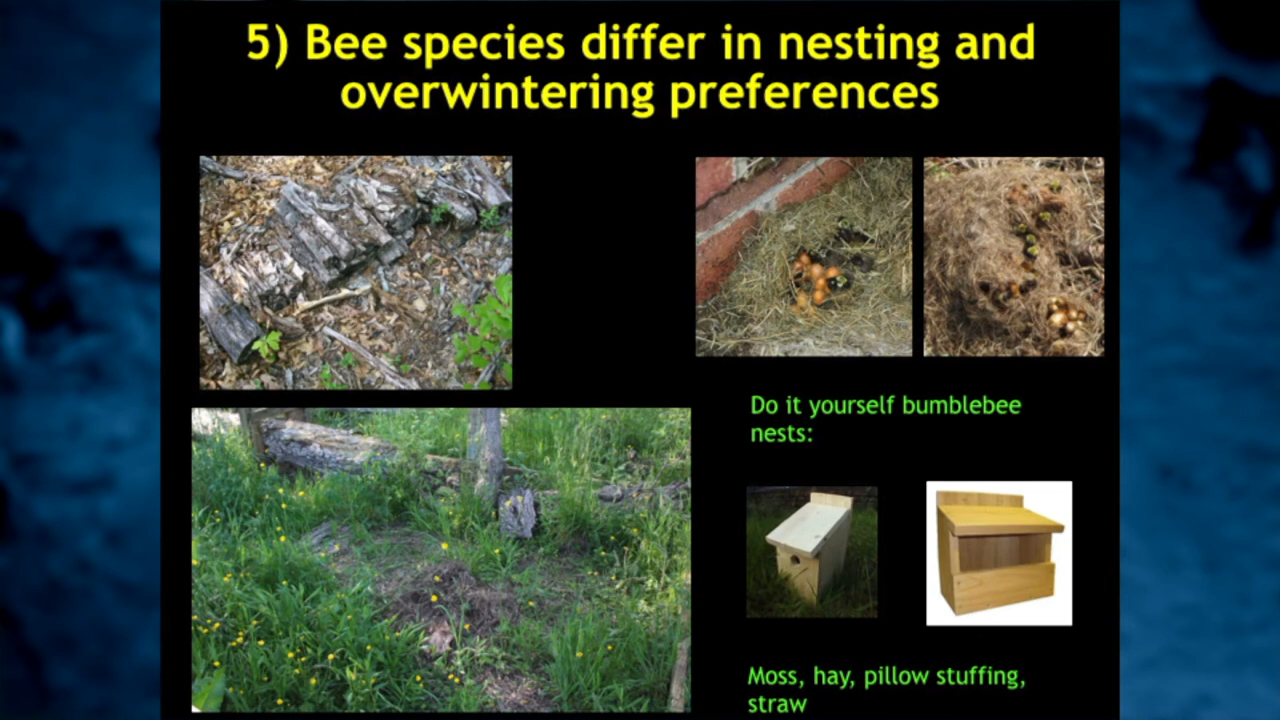 5) Bee species differ in nesting and
overwintering preferences
Do it yourself bumblebee
nests:
Moss, hay, pillow stuffing,
straw